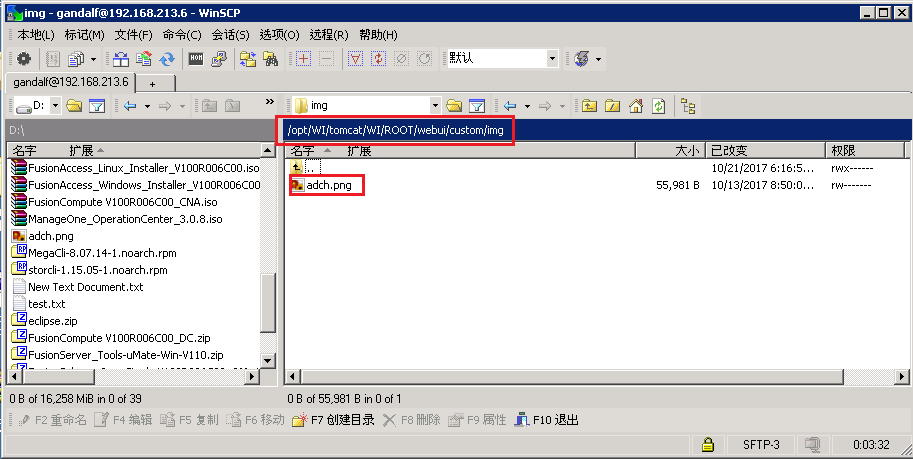 img - gandalf@192.168.213.6 - WinSCP
本地(L) 标记(M) 文件(F) 命令(C) 会话(S) 选项(O) 远程(R) 帮助(H)
默认
gandalf@192.168.213.6 +
D: » img
D:\ /opt/WI/tomcat/WI/ROOT/webui/custom/img
名字 扩展 名字 扩展 大小 已改变 权限
FusionAccess_Linux_Installer_V100R006C00.iso .. 10/21/2017 6:16:5... rwx------
FusionAccess_Windows_Installer_V100R006C00.iso adch.png 55,981 B 10/13/2017 8:50:0... rw-------
FusionCompute V100R006C00_CNA.iso
ManageOne_OperationCenter_3.0.8.iso
adch.png
MegaCli-8.07.14-1.noarch.rpm
storcli-1.15.05-1.noarch.rpm
New Text Document.txt
test.txt
eclipse.zip
FusionCompute V100R006C00_DC.zip
FusionServer_Tools-uMate-Win-V110.zip
0 B of 16,258 MiB in 0 of 39 0 B of 55,981 B in 0 of 1
F2 重命名 F4 编辑 F5 复制 F6 移动 F7 创建目录 F8 删除 F9 属性 F10 退出
SFTP-3 0:03:32